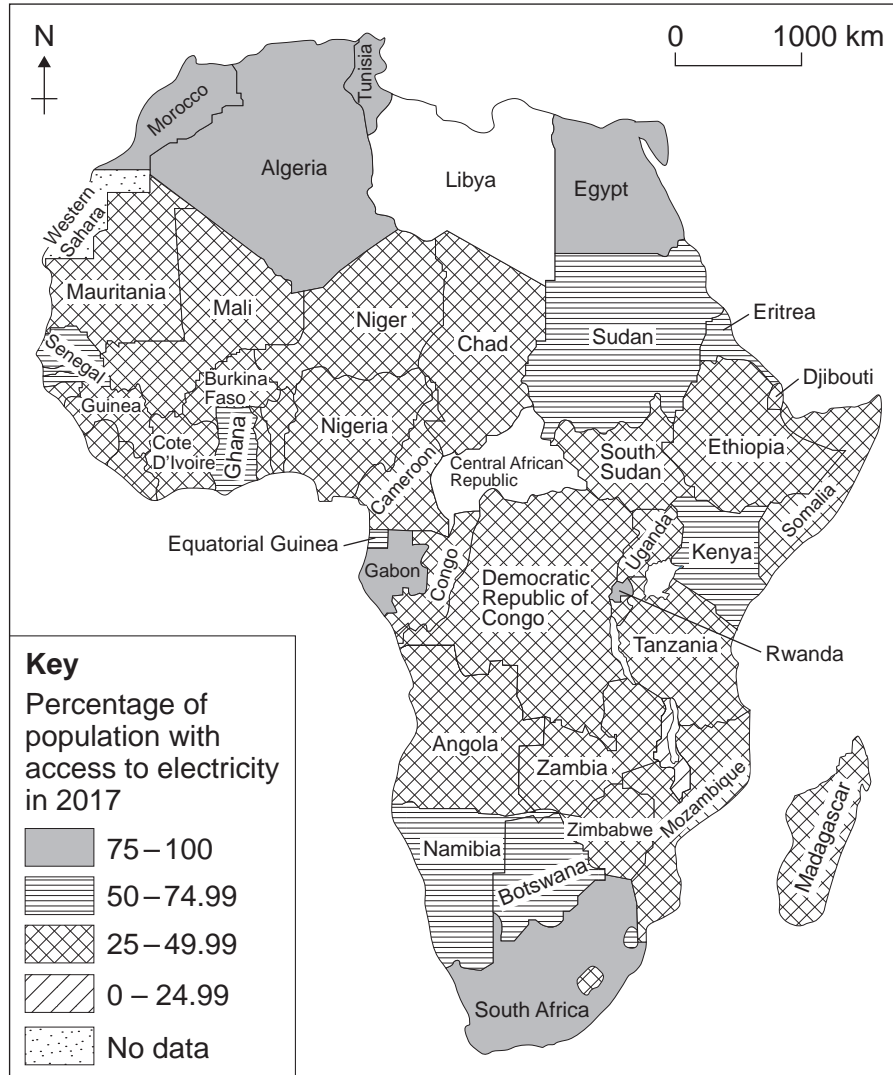 N
0 1000 km
Tunisia
Morocco
Algeria
Libya
Egypt
Western
Sahara
Mauritania
Mali
Niger
Chad
Sudan
Eritrea
Senegal
Djibouti
Guinea
Burkina
Faso
Nigeria
Ghana
Cote
D'Ivoire
Cameroon
Central African
Republic
South
Sudan
Ethiopia
Somalia
Equatorial Guinea
Gabon
Congo
Democratic
Republic of
Congo
Uganda
Kenya
Tanzania
Rwanda
Angola
Zambia
Mozambique
Zimbabwe
Madagascar
Namibia
Botswana
South Africa
Key
Percentage of
population with
access to electricity
in 2017
75 – 100
50 – 74.99
25 – 49.99
0 – 24.99
No data